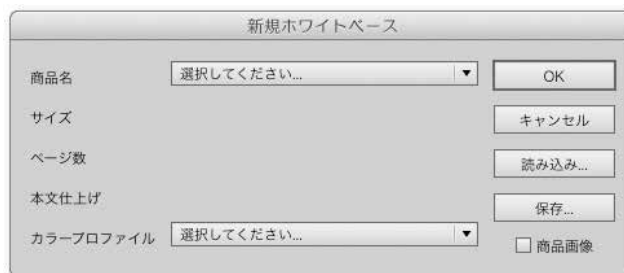 新規ホワイトベース
商品名
選択してください...
OK
サイズ
キャンセル
ページ数
読み込み...
本文仕上げ
保存...
カラープロファイル
選択してください...
商品画像